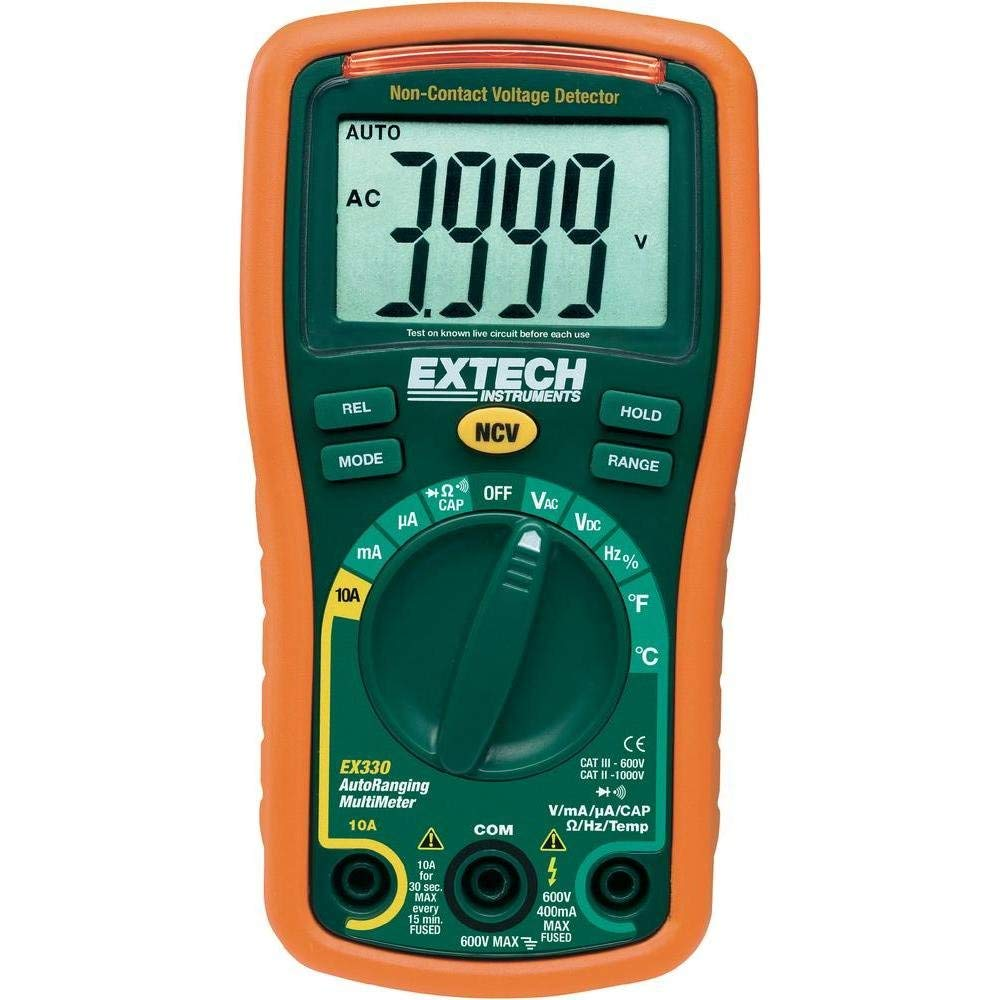 Non-Contact Voltage Detector
AUTO
AC
3.999
V
Test on known live circuit before each use
EXTECH
INSTRUMENTS
REL
HOLD
NCV
MODE
RANGE
Ω
CAP
OFF
VAC
VDC
Hz%
°F
°C
µA
mA
10A
CE
CAT III - 600V
CAT II -1000V
EX330
AutoRanging
MultiMeter
V/mA/µA/CAP
Ω/Hz/Temp
10A
COM
10A
for
30 sec.
MAX
every
15 min.
FUSED
600V
400mA
MAX
FUSED
600V MAX